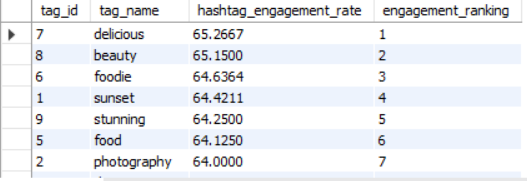 tag_id tag_name hashtag_engagement_rate engagement_ranking
7 delicious 65.2667 1
8 beauty 65.1500 2
6 foodie 64.6364 3
1 sunset 64.4211 4
9 stunning 64.2500 5
5 food 64.1250 6
2 photography 64.0000 7